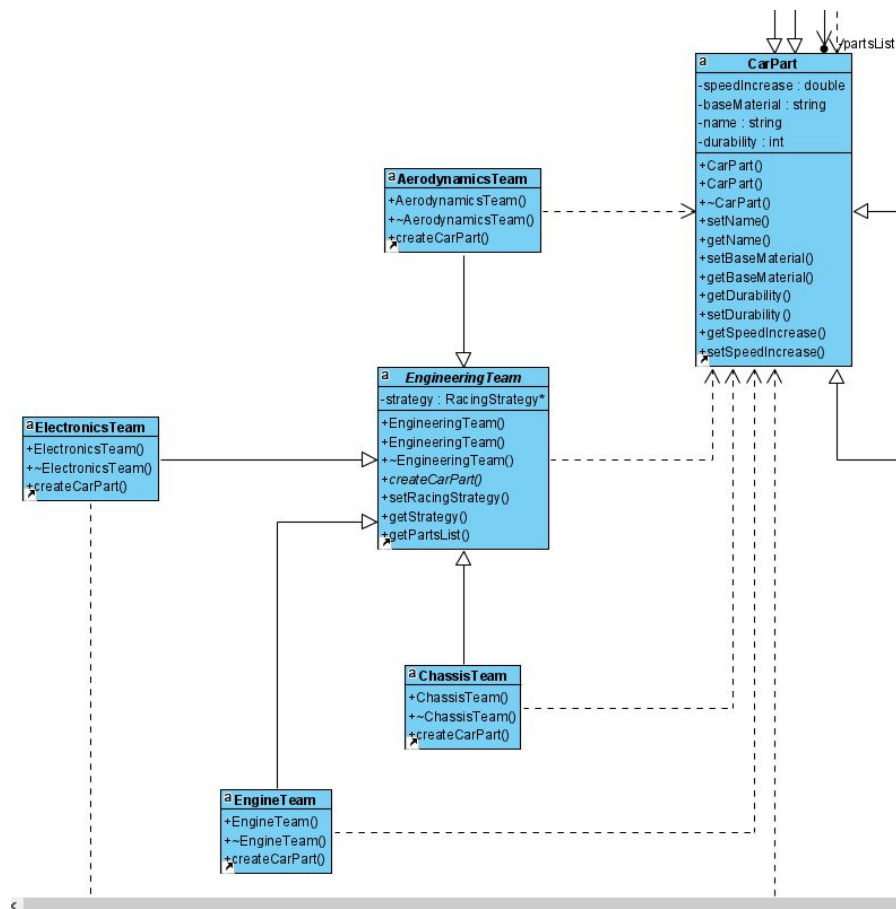 -partsList
a
CarPart
-speedIncrease : double
-baseMaterial : string
-name : string
-durability : int
+CarPart()
+CarPart()
+~CarPart()
+setName()
+getName()
+setBaseMaterial()
+getBaseMaterial()
+getDurability()
+setDurability()
+getSpeedIncrease()
+setSpeedIncrease()
a AerodynamicsTeam
+AerodynamicsTeam()
+~AerodynamicsTeam()
+createCarPart()
a
EngineeringTeam
-strategy : RacingStrategy*
+EngineeringTeam()
+EngineeringTeam()
+~EngineeringTeam()
+createCarPart()
+setRacingStrategy()
+getStrategy()
+getPartsList()
a ElectronicsTeam
+ElectronicsTeam()
+~ElectronicsTeam()
+createCarPart()
a ChassisTeam
+ChassisTeam()
+~ChassisTeam()
+createCarPart()
a EngineTeam
+EngineTeam()
+~EngineTeam()
+createCarPart()